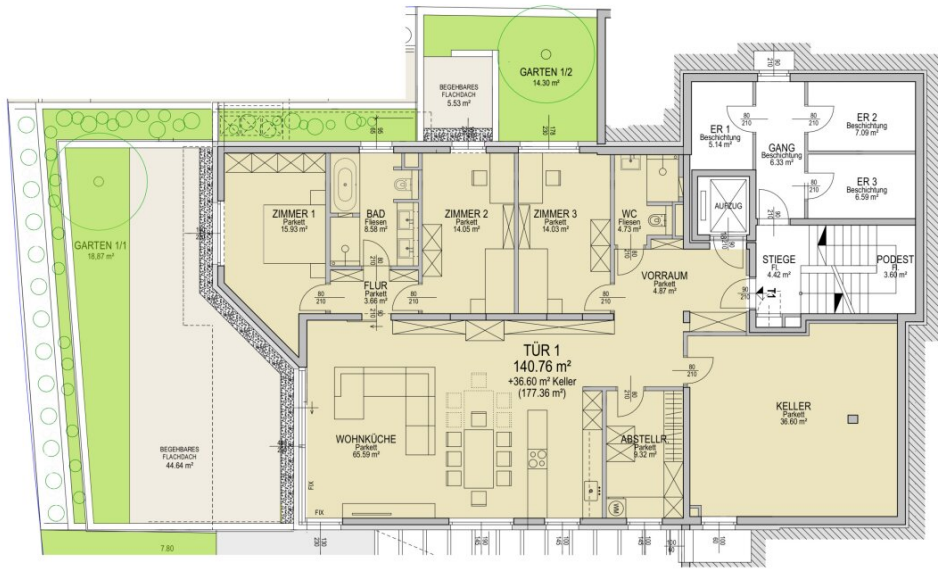 GARTEN 1/2
14.30 m²
BEGEHBARES
FLACHDACH
5.53 m²
ER 1
Beschichtung
5.14 m²
GANG
Beschichtung
6.33 m²
ER 2
Beschichtung
7.09 m²
ER 3
Beschichtung
6.59 m²
AUFZUG
GARTEN 1/1
18,87 m²
ZIMMER 1
Parkett
15.93 m²
BAD
Fliesen
8.58 m²
ZIMMER 2
Parkett
14.05 m²
ZIMMER 3
Parkett
14.03 m²
WC
Fliesen
4.73 m²
VORRAUM
Parkett
4.87 m²
STIEGE
Fl.
4.42 m²
PODEST
Fl.
3.60 m²
T1
FLUR
Parkett
3.66 m²
80
210
TÜR 1
140.76 m²
+36.60 m² Keller
(177.36 m²)
WOHNKÜCHE
Parkett
65.59 m²
ABSTELLR.
Parkett
9.32 m²
WM
KELLER
Parkett
36.60 m²
BEGEHBARES
FLACHDACH
44.64 m²
FIX
FIX
7.80